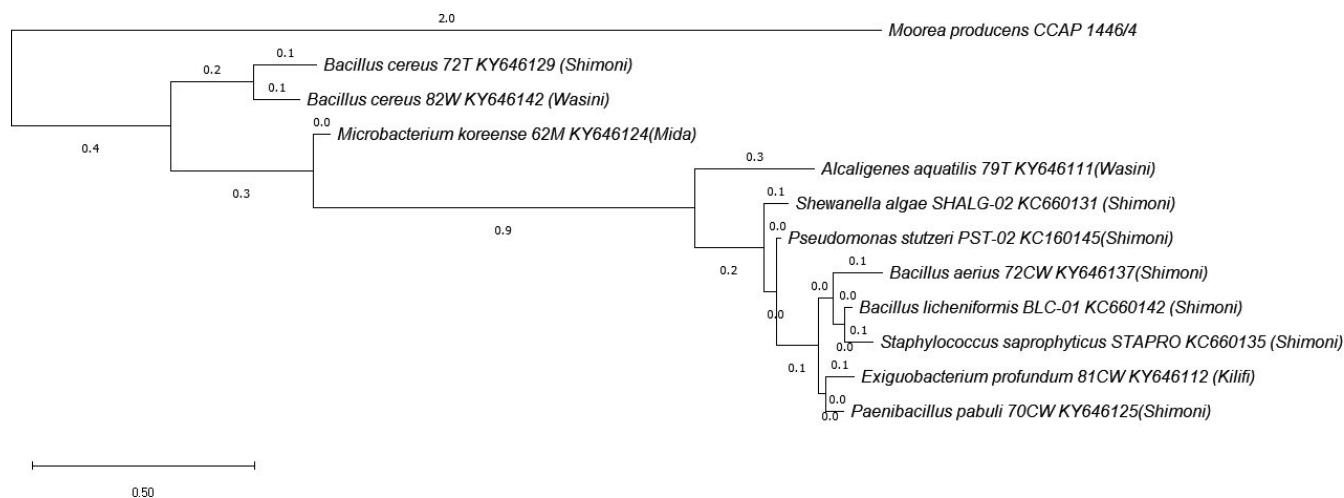 2.0
Moorea producens CCAP 1446/4
0.1
Bacillus cereus 72T KY646129 (Shimoni)
0.2
0.1
Bacillus cereus 82W KY646142 (Wasini)
0.0
Microbacterium koreense 62M KY646124(Mida)
0.4
0.3
Alcaligenes aquatilis 79T KY646111(Wasini)
0.3
0.1
Shewanella algae SHALG-02 KC660131 (Shimoni)
0.9
0.0
Pseudomonas stutzeri PST-02 KC160145(Shimoni)
0.2
0.1
Bacillus aerius 72CW KY646137(Shimoni)
0.0
0.0
Bacillus licheniformis BLC-01 KC660142 (Shimoni)
0.0
0.1
Staphylococcus saprophyticus STAPRO KC660135 (Shimoni)
0.0
0.1
0.1
Exiguobacterium profundum 81CW KY646112 (Kilifi)
0.0
Paenibacillus pabuli 70CW KY646125(Shimoni)
0.0
0.50